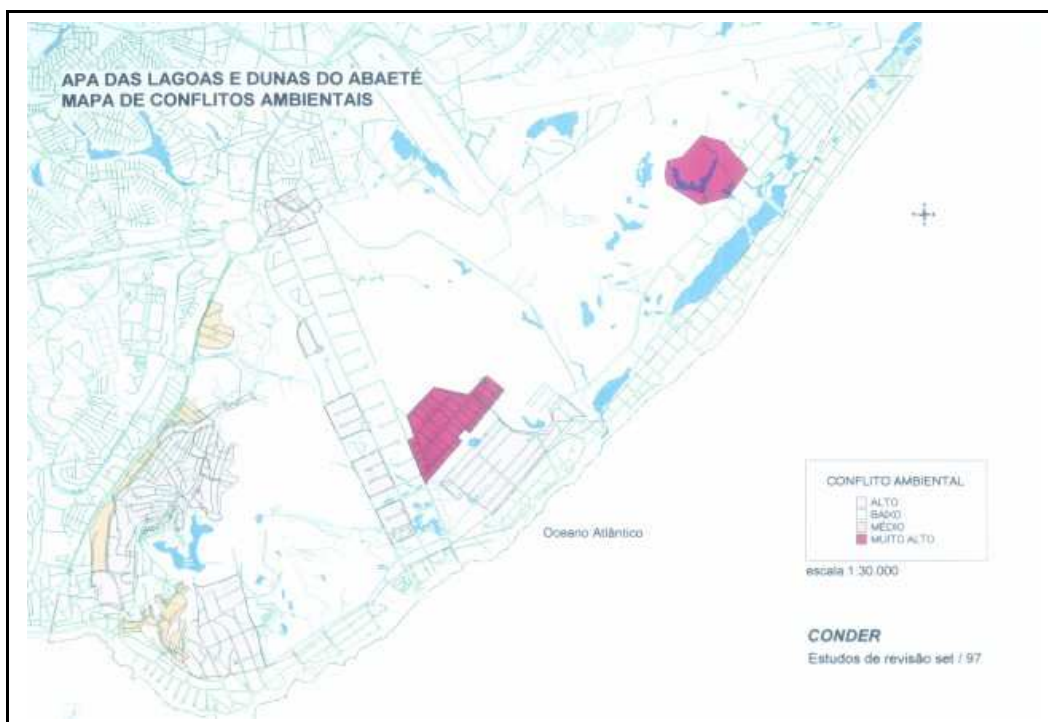 APA DAS LAGOAS E DUNAS DO ABAETÉ
MAPA DE CONFLITOS AMBIENTAIS
Oceano Atlântico
CONFLITO AMBIENTAL
ALTO
BAIXO
MÉDIO
MUITO ALTO
escala 1:30.000
CONDER
Estudos de revisão set / 97